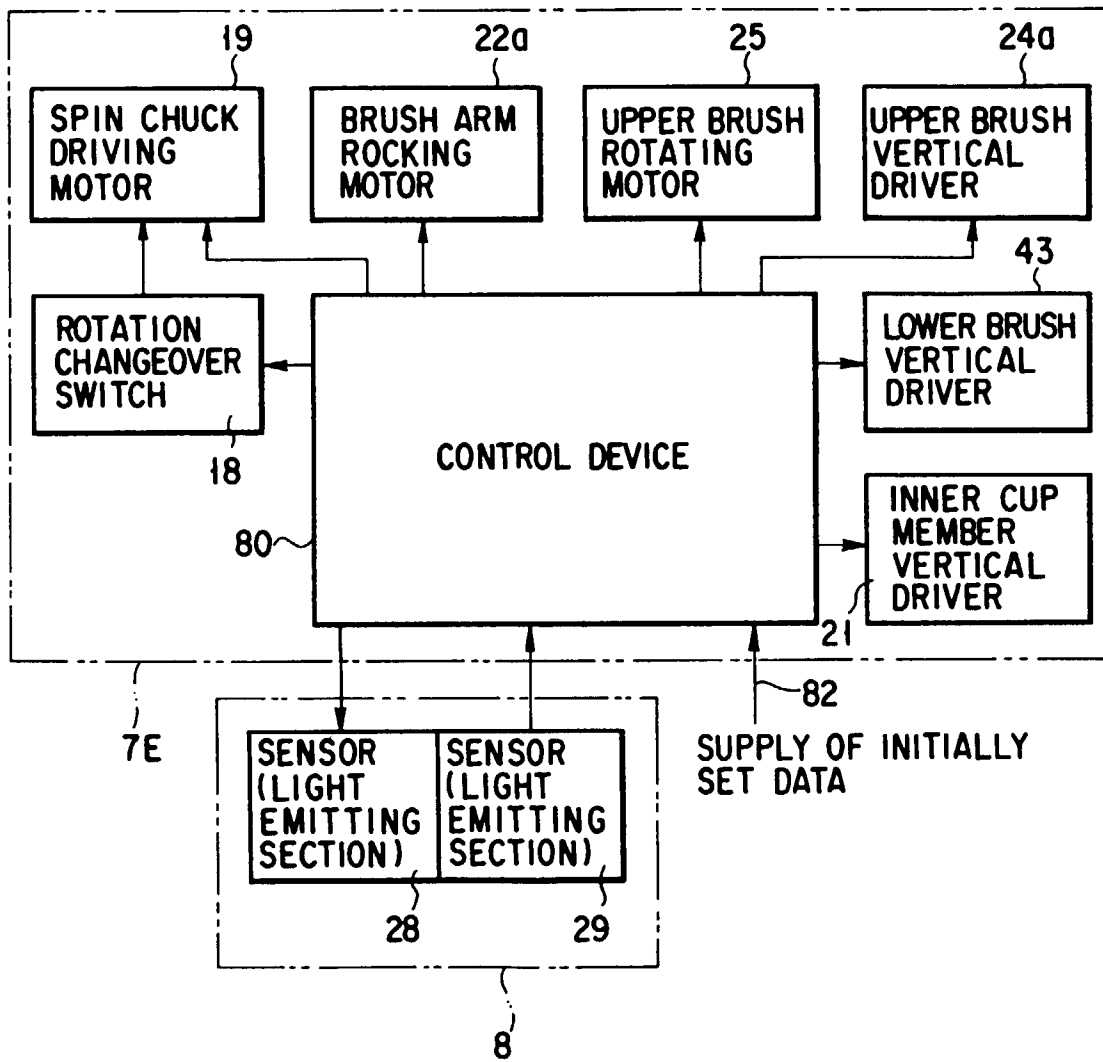 19
22a
25
24a
SPIN CHUCK
DRIVING
MOTOR
BRUSH ARM
ROCKING
MOTOR
UPPER BRUSH
ROTATING
MOTOR
UPPER BRUSH
VERTICAL
DRIVER
43
ROTATION
CHANGEOVER
SWITCH
18
LOWER BRUSH
VERTICAL
DRIVER
CONTROL DEVICE
80
INNER CUP
MEMBER
VERTICAL
DRIVER
21
82
7E
SUPPLY OF INITIALLY
SET DATA
SENSOR
(LIGHT
EMITTING
SECTION)
28
SENSOR
(LIGHT
EMITTING
SECTION)
29
8